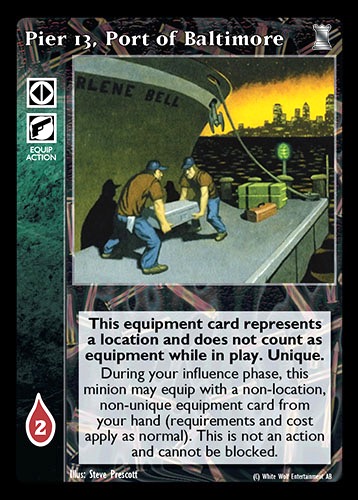 Pier 13, Port of Baltimore
EQUIP
ACTION
RLENE BELL
This equipment card represents
a location and does not count as
equipment while in play. Unique.
During your influence phase, this
minion may equip with a non-location,
non-unique equipment card from
your hand (requirements and cost
apply as normal). This is not an action
and cannot be blocked.
2
Illus: Steve Prescott
(C) White Wolf Entertainment AB